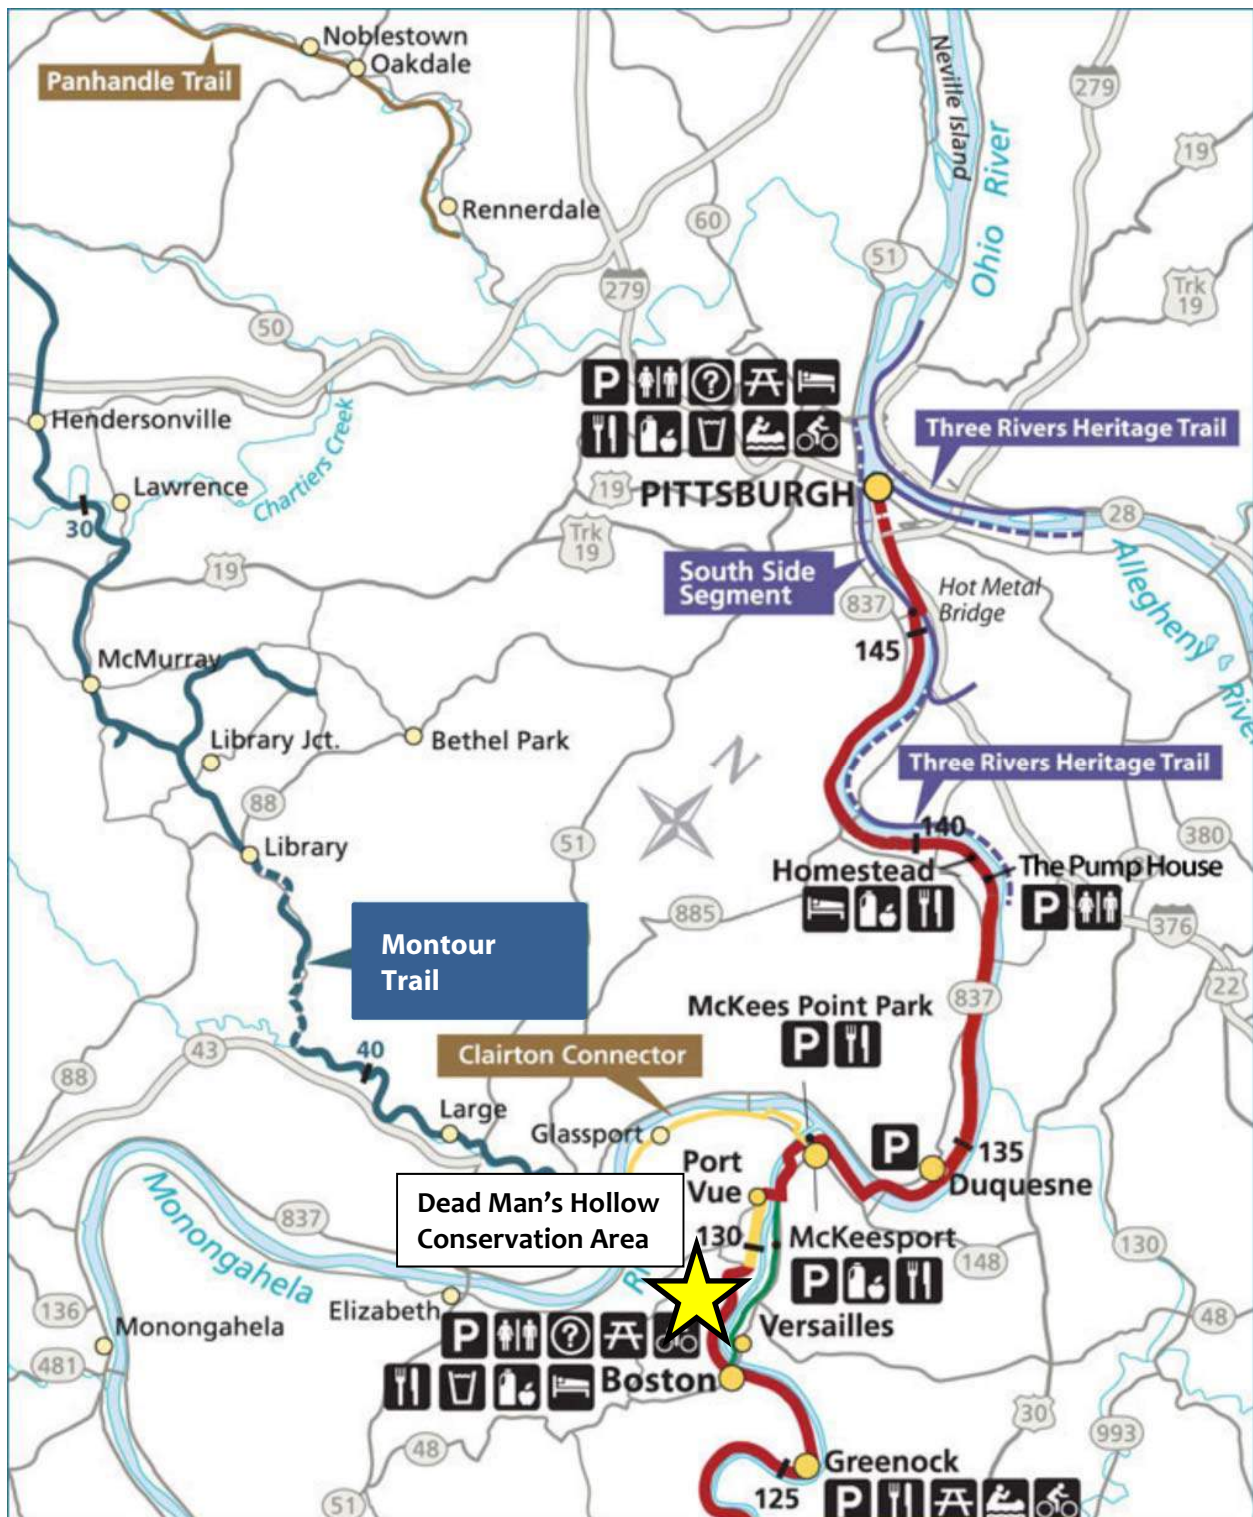 Noblestown
Oakdale
Panhandle Trail
Rennerdale
Neville Island
Ohio River
279
19
60
51
Trk
19
279
50
Hendersonville
Chartiers Creek
Lawrence
30
19
P
?
Three Rivers Heritage Trail
19
PITTSBURGH
28
Trk
19
South Side
Segment
837
Hot Metal
Bridge
Allegheny River
145
McMurray
Library Jct.
Bethel Park
Three Rivers Heritage Trail
N
88
51
Library
140
380
Homestead
The Pump House
8
P
885
376
Montour
Trail
22
837
McKees Point Park
P
43
40
Clairton Connector
88
Large
Glassport
P
135
Duquesne
Port
Vue
Dead Man's Hollow
Conservation Area
Monongahela
837
130
McKeesport
148
130
P
136
Monongahela
Elizabeth
48
Versailles
P
?
481
Boston
30
48
993
Greenock
51
125
P